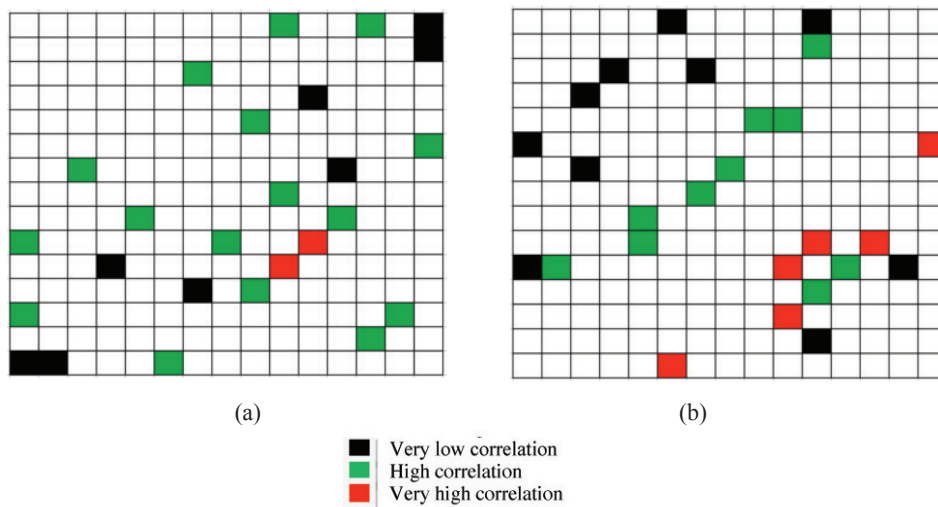 (a)
(b)
Very low correlation
High correlation
Very high correlation